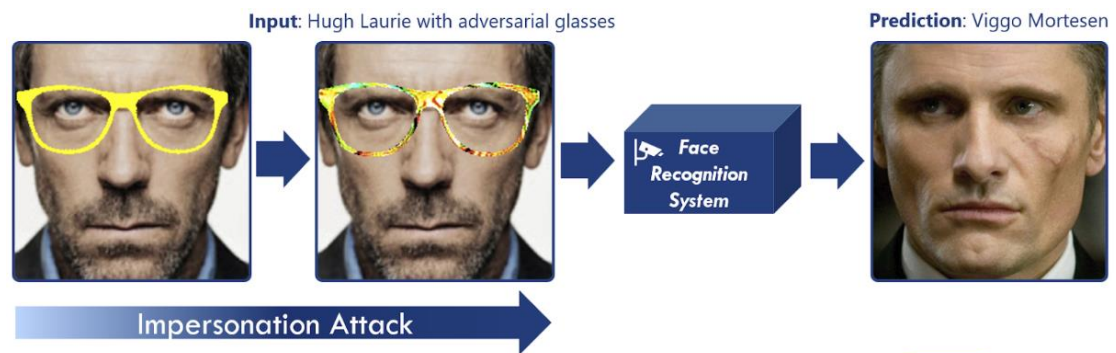 Input: Hugh Laurie with adversarial glasses
Prediction: Viggo Mortesen
Face
Recognition
System
Impersonation Attack